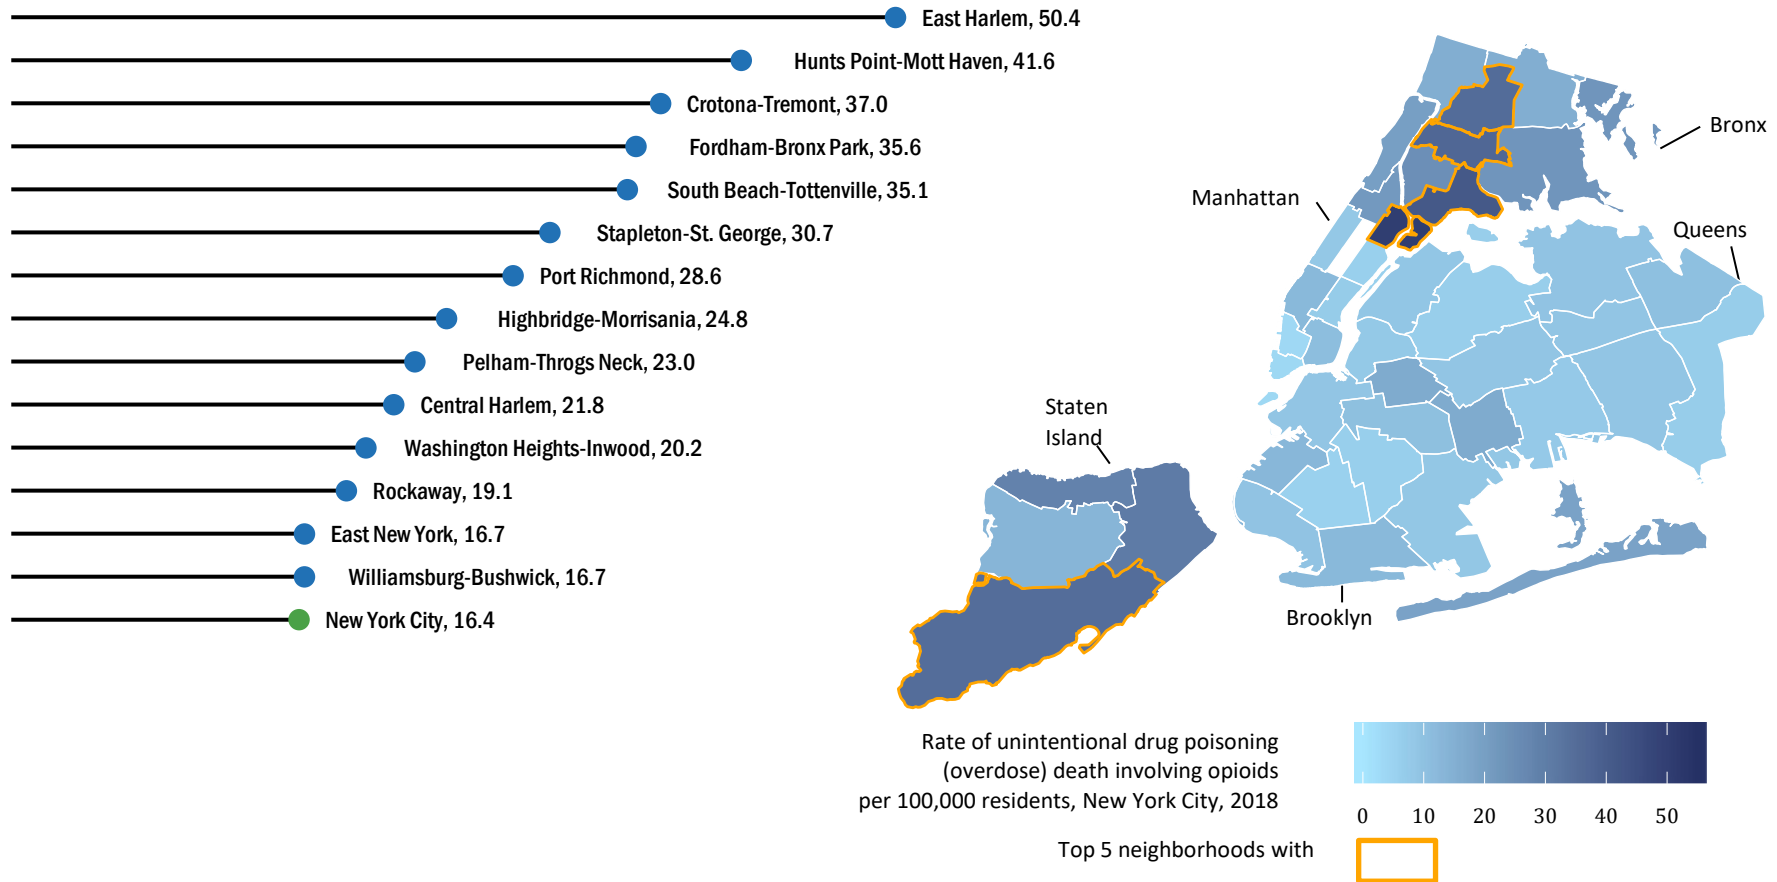 East Harlem, 50.4
Hunts Point-Mott Haven, 41.6
Crotona-Tremont, 37.0
Fordham-Bronx Park, 35.6
South Beach-Tottenville, 35.1
Stapleton-St. George, 30.7
Port Richmond, 28.6
Highbridge-Morrisania, 24.8
Pelham-Throgs Neck, 23.0
Central Harlem, 21.8
Washington Heights-Inwood, 20.2
Rockaway, 19.1
East New York, 16.7
Williamsburg-Bushwick, 16.7
New York City, 16.4
Bronx
Manhattan
Queens
Staten
Island
Brooklyn
Rate of unintentional drug poisoning
(overdose) death involving opioids
per 100,000 residents, New York City, 2018
0 10 20 30 40 50
Top 5 neighborhoods with